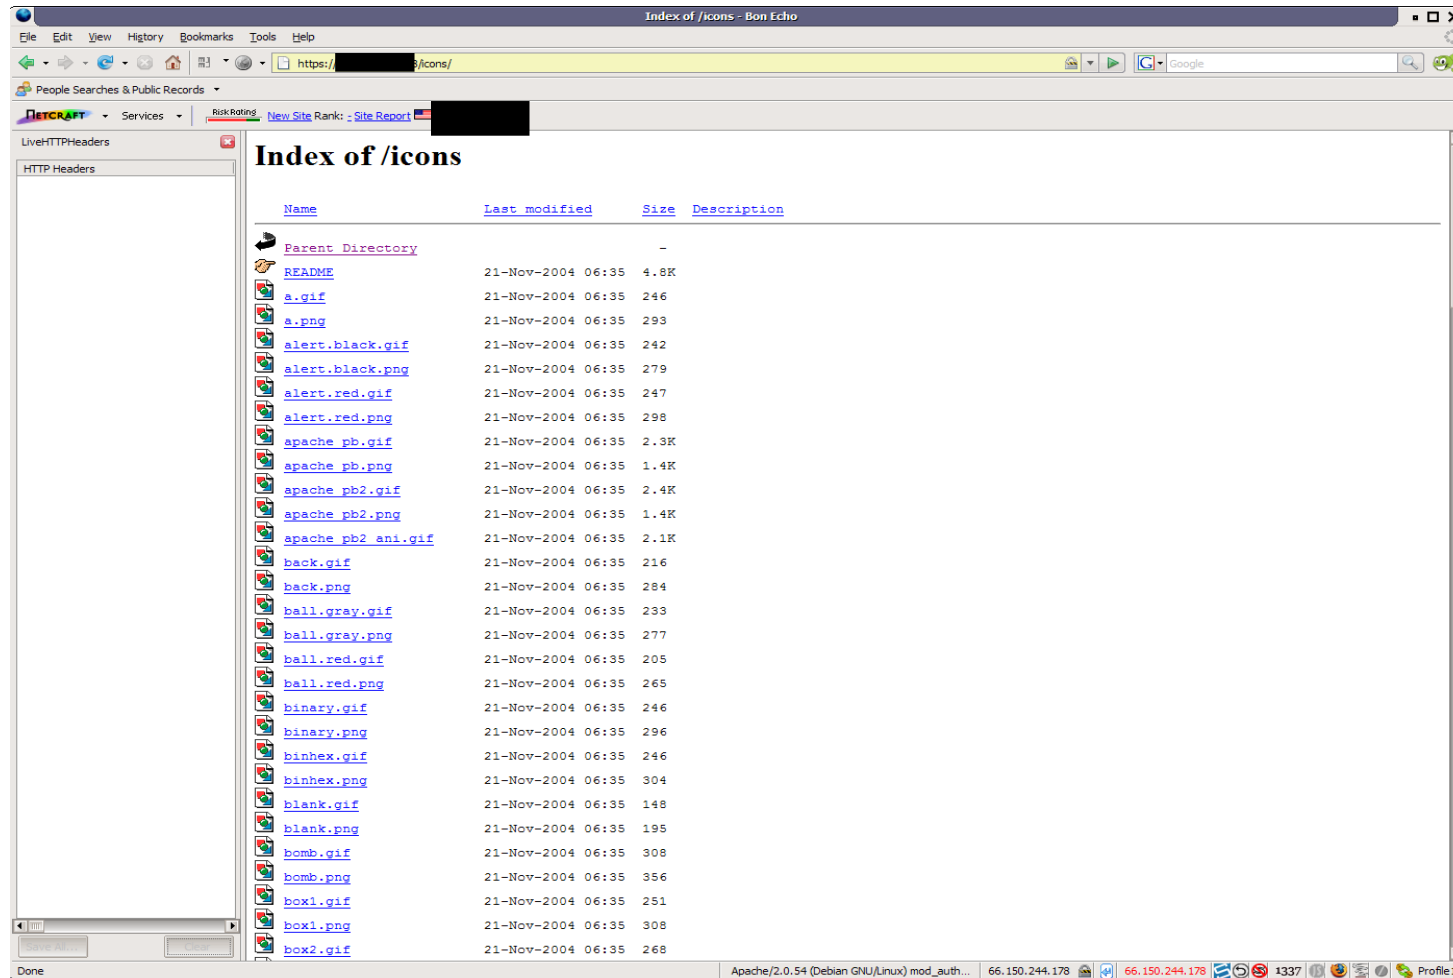 Index of /icons - Bon Echo
File Edit View History Bookmarks Tools Help
https:/ /icons/
Google
People Searches & Public Records
NETCRAFT Services Risk Rating New Site Rank: - Site Report
LiveHTTPHeaders
HTTP Headers
Index of /icons
Name Last modified Size Description
Parent Directory -
README 21-Nov-2004 06:35 4.8K
a.gif 21-Nov-2004 06:35 246
a.png 21-Nov-2004 06:35 293
alert.black.gif 21-Nov-2004 06:35 242
alert.black.png 21-Nov-2004 06:35 279
alert.red.gif 21-Nov-2004 06:35 247
alert.red.png 21-Nov-2004 06:35 298
apache_pb.gif 21-Nov-2004 06:35 2.3K
apache_pb.png 21-Nov-2004 06:35 1.4K
apache_pb2.gif 21-Nov-2004 06:35 2.4K
apache_pb2.png 21-Nov-2004 06:35 1.4K
apache_pb2_ani.gif 21-Nov-2004 06:35 2.1K
back.gif 21-Nov-2004 06:35 216
back.png 21-Nov-2004 06:35 284
ball.gray.gif 21-Nov-2004 06:35 233
ball.gray.png 21-Nov-2004 06:35 277
ball.red.gif 21-Nov-2004 06:35 205
ball.red.png 21-Nov-2004 06:35 265
binary.gif 21-Nov-2004 06:35 246
binary.png 21-Nov-2004 06:35 296
binhex.gif 21-Nov-2004 06:35 246
binhex.png 21-Nov-2004 06:35 304
blank.gif 21-Nov-2004 06:35 148
blank.png 21-Nov-2004 06:35 195
bomb.gif 21-Nov-2004 06:35 308
bomb.png 21-Nov-2004 06:35 356
box1.gif 21-Nov-2004 06:35 251
box1.png 21-Nov-2004 06:35 308
box2.gif 21-Nov-2004 06:35 268
Save All... Clear
Done Apache/2.0.54 (Debian GNU/Linux) mod_auth... 66.150.244.178 66.150.244.178 1337 Profile